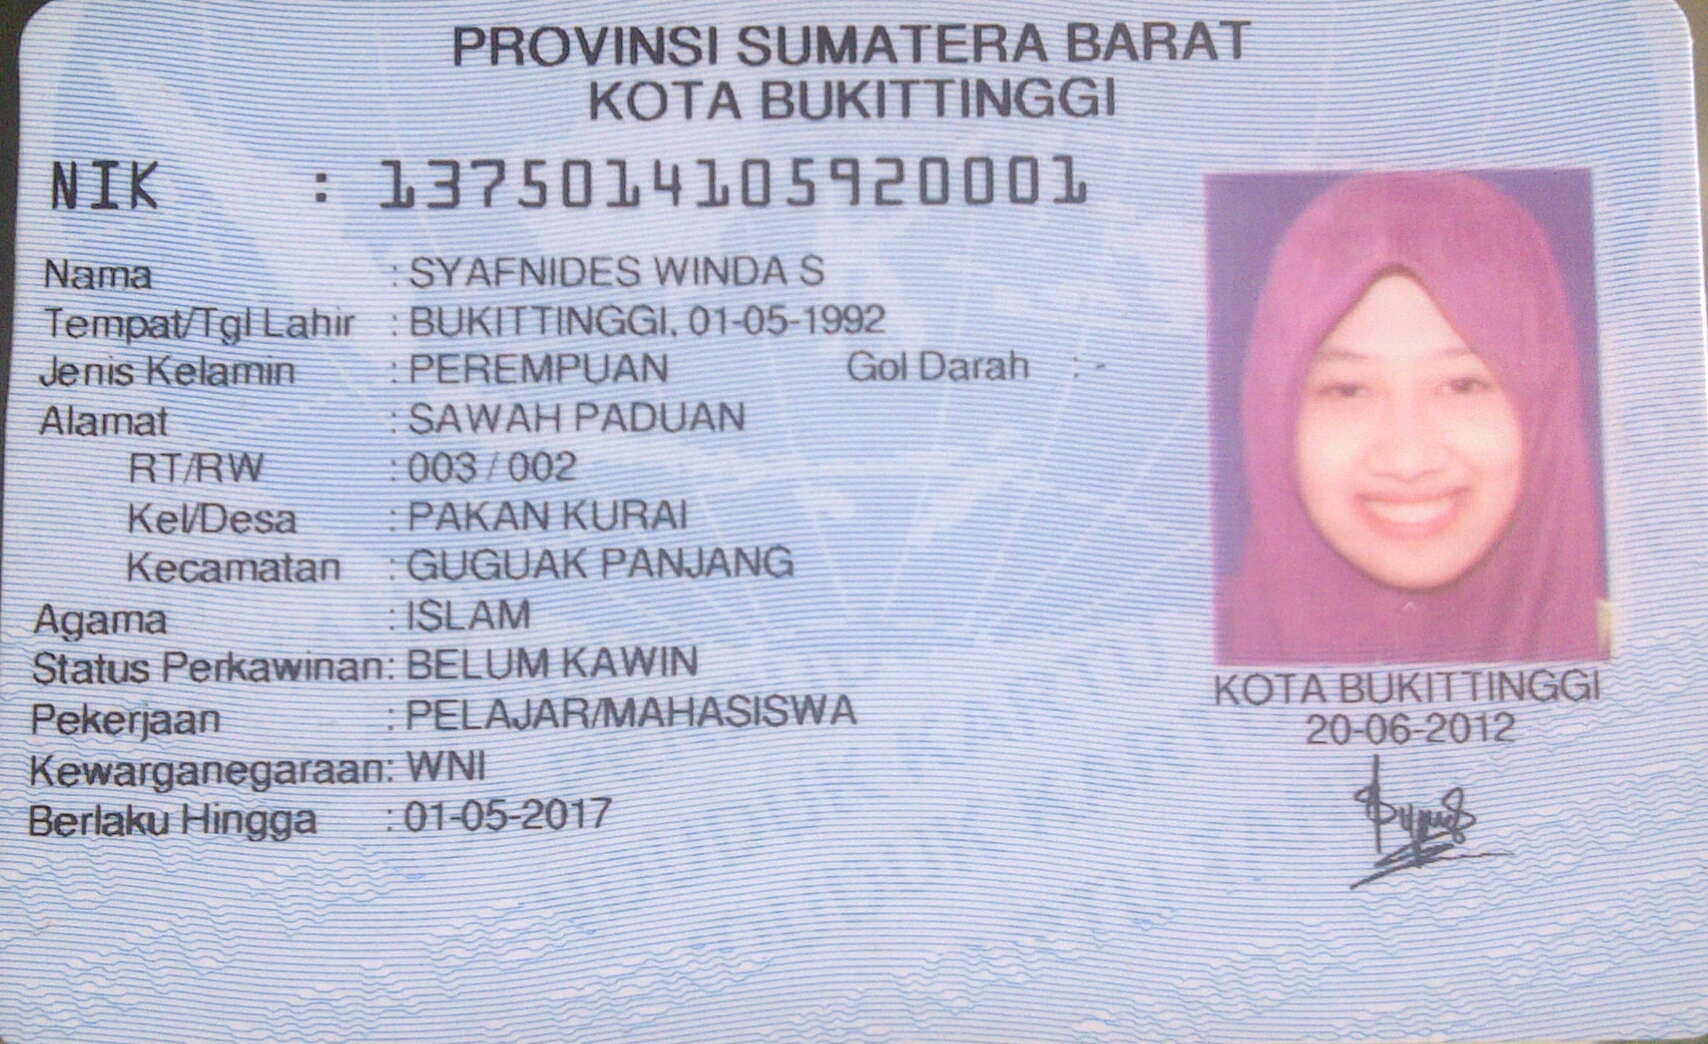 PROVINSI SUMATERA BARAT
KOTA BUKITTINGGI
NIK : 1375014105920001
Nama : SYAFNIDES WINDA S
Tempat/Tgl Lahir : BUKITTINGGI, 01-05-1992
Jenis Kelamin : PEREMPUAN Gol Darah : -
Alamat : SAWAH PADUAN
RT/RW : 003 / 002
Kel/Desa : PAKAN KURAI
Kecamatan : GUGUAK PANJANG
Agama : ISLAM
Status Perkawinan: BELUM KAWIN
Pekerjaan : PELAJAR/MAHASISWA
Kewarganegaraan: WNI
Berlaku Hingga : 01-05-2017
KOTA BUKITTINGGI
20-06-2012